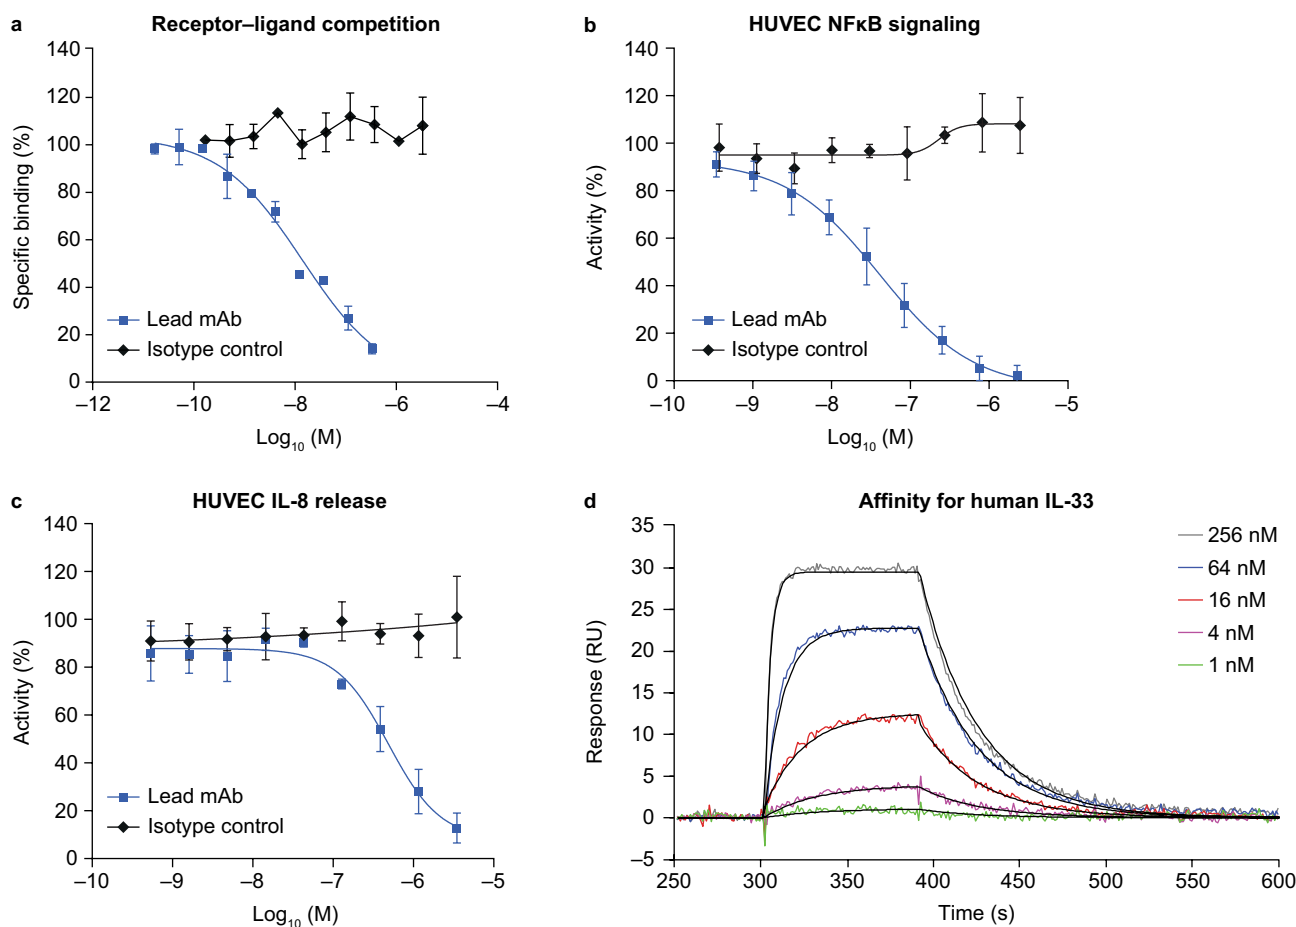 a
Receptor–ligand competition
140
120
100
80
60
40
20
0
Specific binding (%)
Lead mAb
Isotype control
–12
–10
–8
–6
–4
Log₁₀ (M)
b
HUVEC NFκB signaling
140
120
100
80
60
40
20
0
Activity (%)
Lead mAb
Isotype control
–10
–9
–8
–7
–6
–5
Log₁₀ (M)
c
HUVEC IL-8 release
140
120
100
80
60
40
20
0
Activity (%)
Lead mAb
Isotype control
–10
–9
–8
–7
–6
–5
Log₁₀ (M)
d
Affinity for human IL-33
35
30
25
20
15
10
5
0
–5
Response (RU)
256 nM
64 nM
16 nM
4 nM
1 nM
250
300
350
400
450
500
550
600
Time (s)